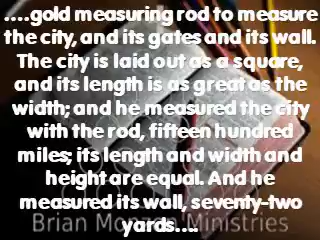 ....gold measuring rod to measure
the city, and its gates and its wall.
The city is laid out as a square,
and its length is as great as the
width; and he measured the city
with the rod, fifteen hundred
miles; its length and width and
height are equal. And he
measured its wall, seventy-two
yards....
Brian Monzon Ministries